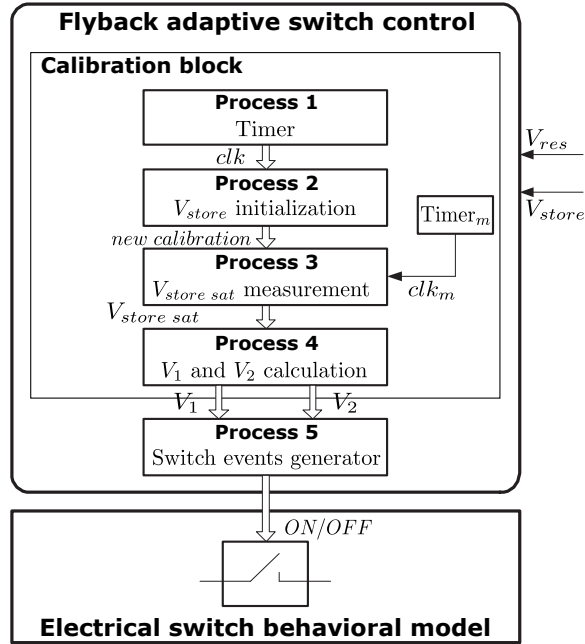 Flyback adaptive switch control
Calibration block
Process 1
Timer
clk
Process 2
V_store initialization
new calibration
Process 3
V_store sat measurement
V_store sat
Timer_m
clk_m
V_res
V_store
Process 4
V_1 and V_2 calculation
V_1
V_2
Process 5
Switch events generator
ON/OFF
Electrical switch behavioral model